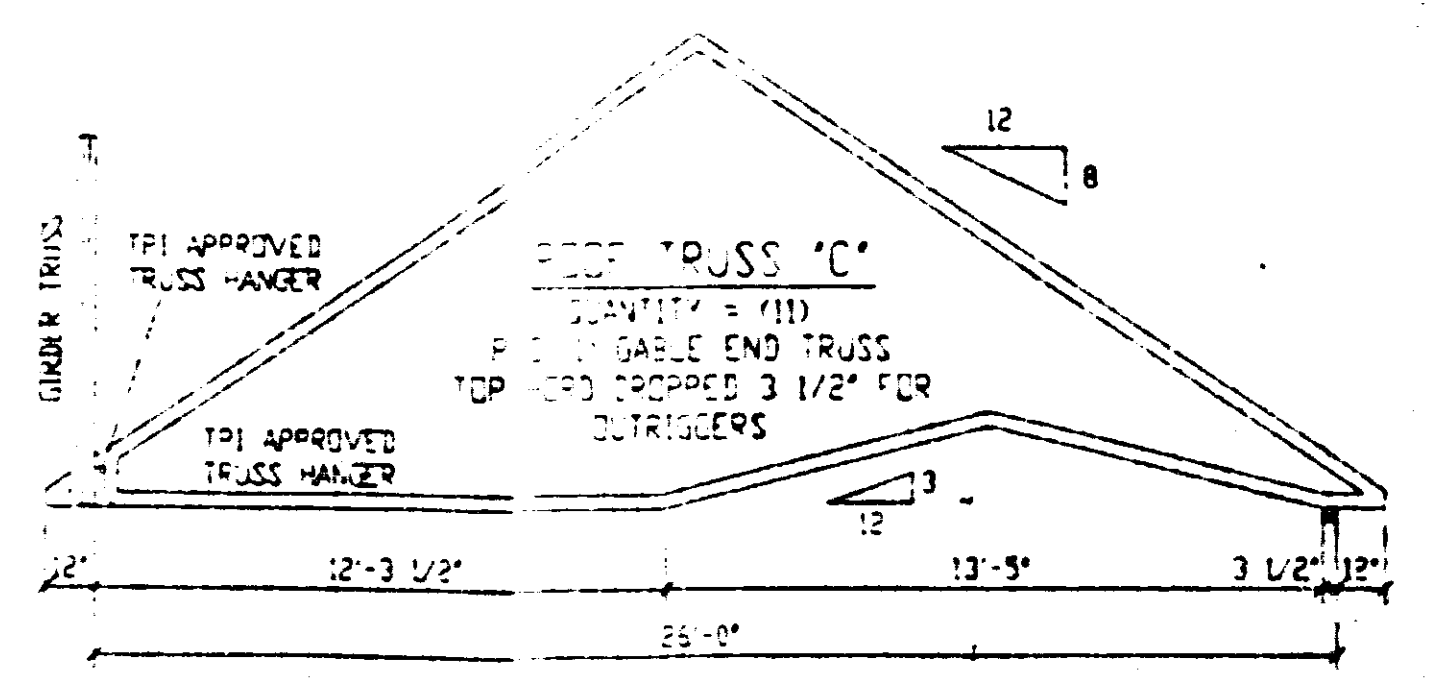 12
8
GIRDER TRUSS
TPI APPROVED
TRUSS HANGER
ROOF TRUSS "C"
QUANTITY = (11)
GABLE END TRUSS
TOP DROPPED 3 1/2" FOR
OUTRIGGERS
TPI APPROVED
TRUSS HANGER
3
12
12'-3 1/2"
13'-5"
3 1/2"
12"
26'-0"